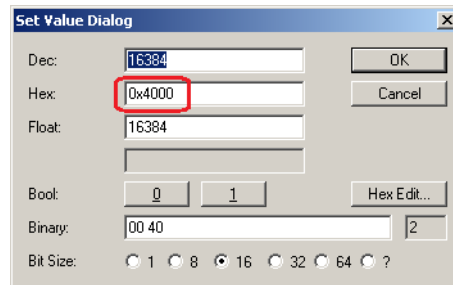 Set Value Dialog
Dec: 16384 OK
Hex: 0x4000 Cancel
Float: 16384
Bool: 0 1 Hex Edit...
Binary: 00 40 2
Bit Size: 1 8 16 32 64 ?